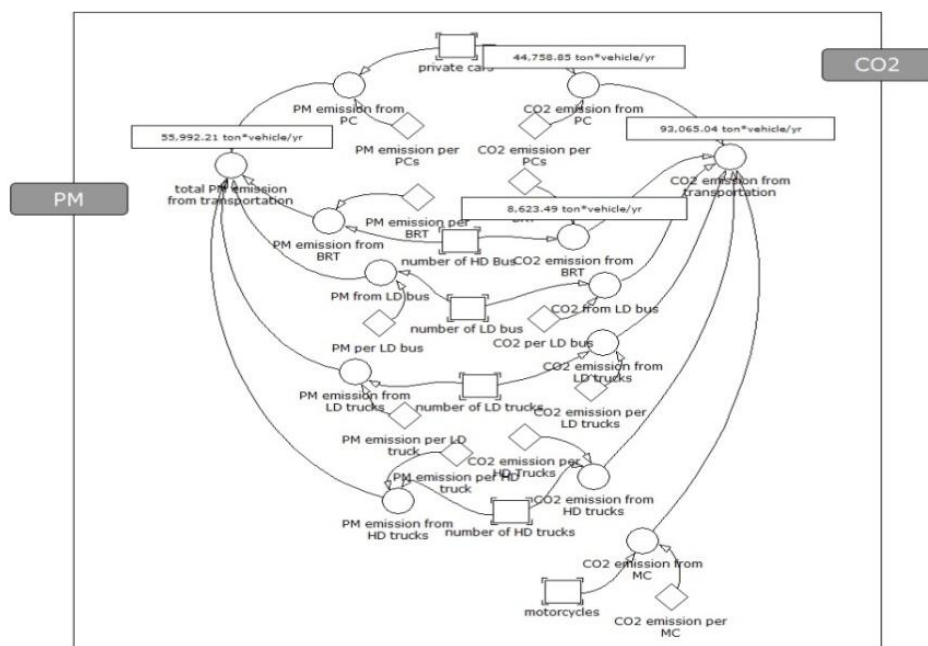 private cars
44,758.85 ton*vehicle/yr
CO2
PM emission from
PC
CO2 emission from
PC
55,992.21 ton*vehicle/yr
93,065.04 ton*vehicle/yr
PM emission per
PCs
CO2 emission per
PCs
total PM emission
from transportation
CO2 emission from
transportation
PM
PM emission per
BRT
8,623.49 ton*vehicle/yr
PM emission from
BRT
number of HD Bus
CO2 emission from
BRT
PM from LD bus
CO2 from LD bus
number of LD bus
PM per LD bus
CO2 per LD bus
CO2 emission from
LD trucks
PM emission from
LD trucks
number of LD trucks
CO2 emission per
LD trucks
PM emission per LD
truck
CO2 emission per
HD Trucks
PM emission per HD
truck
CO2 emission from
HD trucks
PM emission from
HD trucks
number of HD trucks
CO2 emission from
MC
motorcycles
CO2 emission per
MC